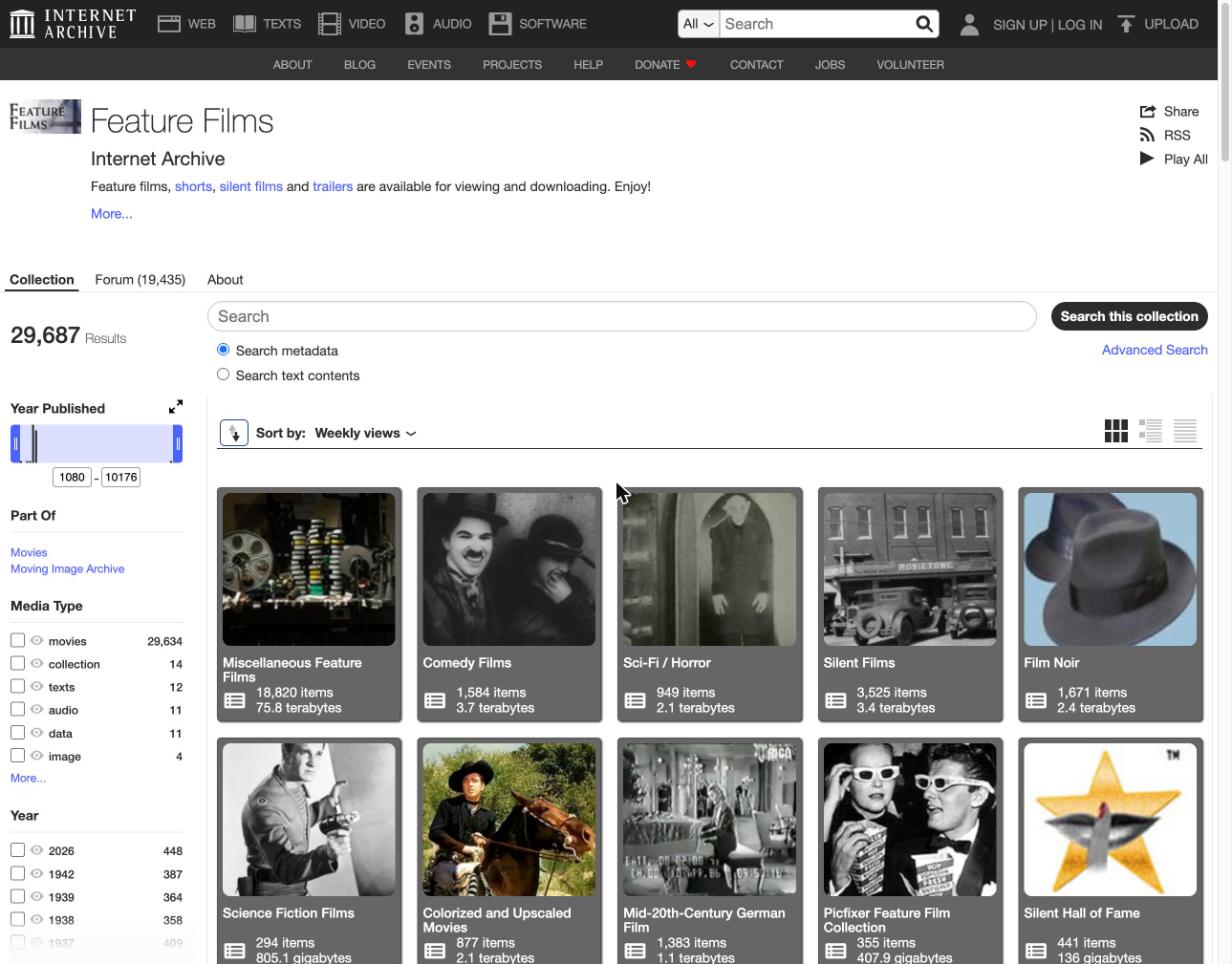 INTERNET ARCHIVE
WEB
TEXTS
VIDEO
AUDIO
SOFTWARE
All
Search
SIGN UP | LOG IN
UPLOAD
ABOUT
BLOG
EVENTS
PROJECTS
HELP
DONATE
CONTACT
JOBS
VOLUNTEER
FEATURE FILMS
Feature Films
Share
RSS
Play All
Internet Archive
Feature films, shorts, silent films and trailers are available for viewing and downloading. Enjoy!
More...
Collection
Forum (19,435)
About
29,687 Results
Search
Search this collection
Search metadata
Advanced Search
Search text contents
Year Published
1080 - 10176
Part Of
Movies
Moving Image Archive
Media Type
movies 29,634
collection 14
texts 12
audio 11
data 11
image 4
More...
Year
2026 448
1942 387
1939 364
1938 358
1937 409
Sort by: Weekly views
MOVIETONE
Miscellaneous Feature Films
18,820 items
75.8 terabytes
Comedy Films
1,584 items
3.7 terabytes
Sci-Fi / Horror
949 items
2.1 terabytes
Silent Films
3,525 items
3.4 terabytes
Film Noir
1,671 items
2.4 terabytes
TM
Science Fiction Films
294 items
805.1 gigabytes
Colorized and Upscaled Movies
877 items
2.1 terabytes
Mid-20th-Century German Film
1,383 items
1.1 terabytes
Picfixer Feature Film Collection
355 items
407.9 gigabytes
Silent Hall of Fame
441 items
136 gigabytes